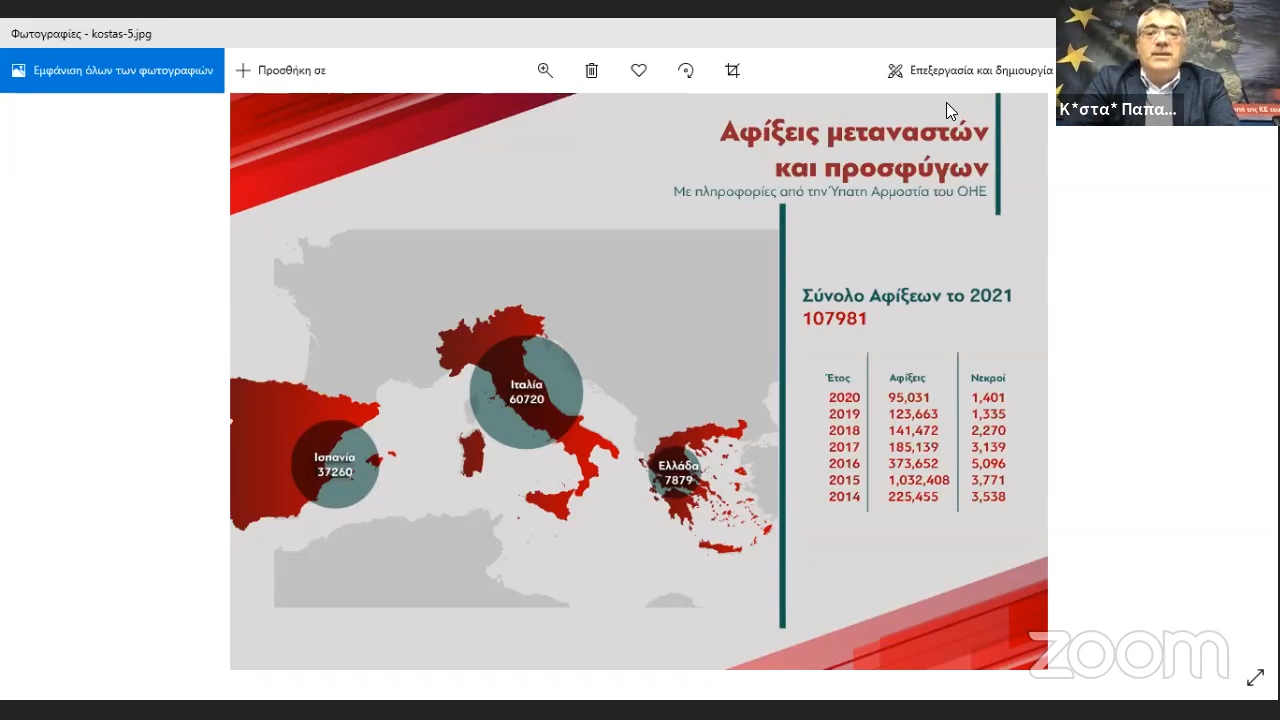 Φωτογραφίες - kostas-5.jpg
Εμφάνιση όλων των φωτογραφιών
Προσθήκη σε
Επεξεργασία και δημιουργία
Κ*στα* Παπα...
Αφίξεις μεταναστών
και προσφύγων
Με πληροφορίες από την Ύπατη Αρμοστία του ΟΗΕ
Σύνολο Αφίξεων το 2021
107981
Ιταλία
60720
Ισπανία
37260
Ελλάδα
7879
Έτος Αφίξεις Νεκροί
2020 95,031 1,401
2019 123,663 1,335
2018 141,472 2,270
2017 185,139 3,139
2016 373,652 5,096
2015 1,032,408 3,771
2014 225,455 3,538
zoom